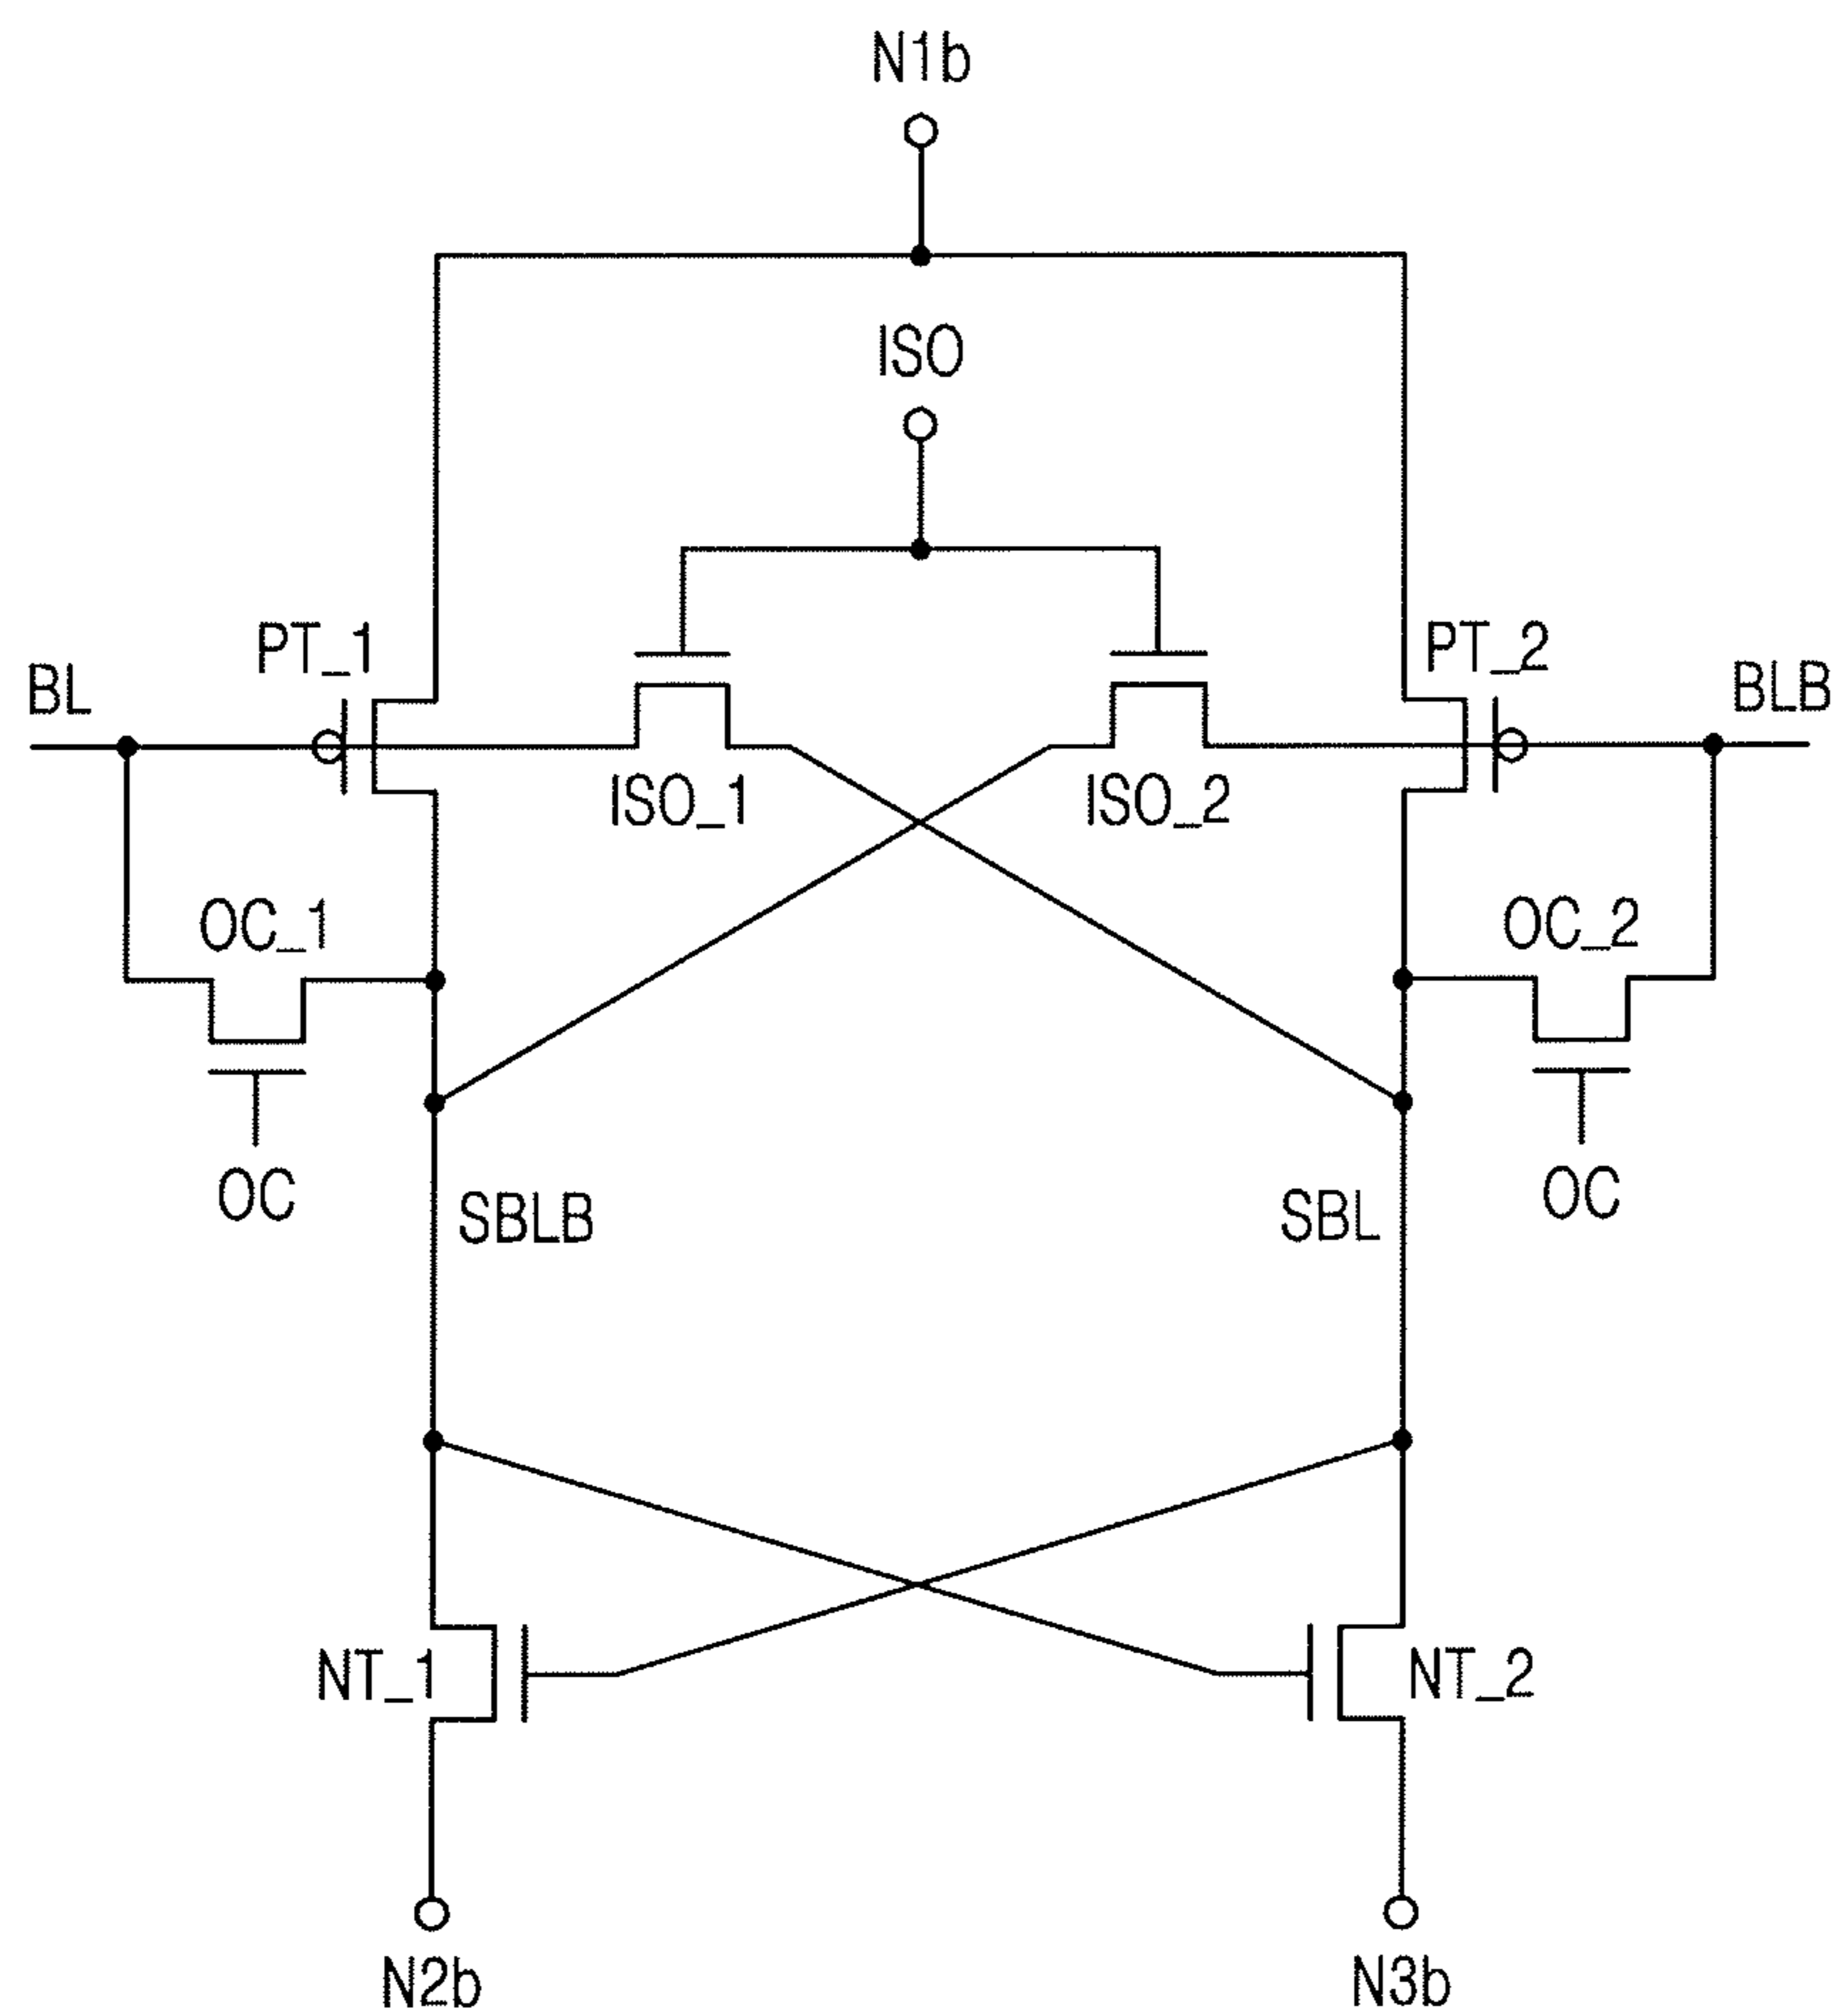 N1b
ISO
PT_1
PT_2
BL
BLB
ISO_1
ISO_2
OC_1
OC_2
OC
OC
SBLB
SBL
NT_1
NT_2
N2b
N3b